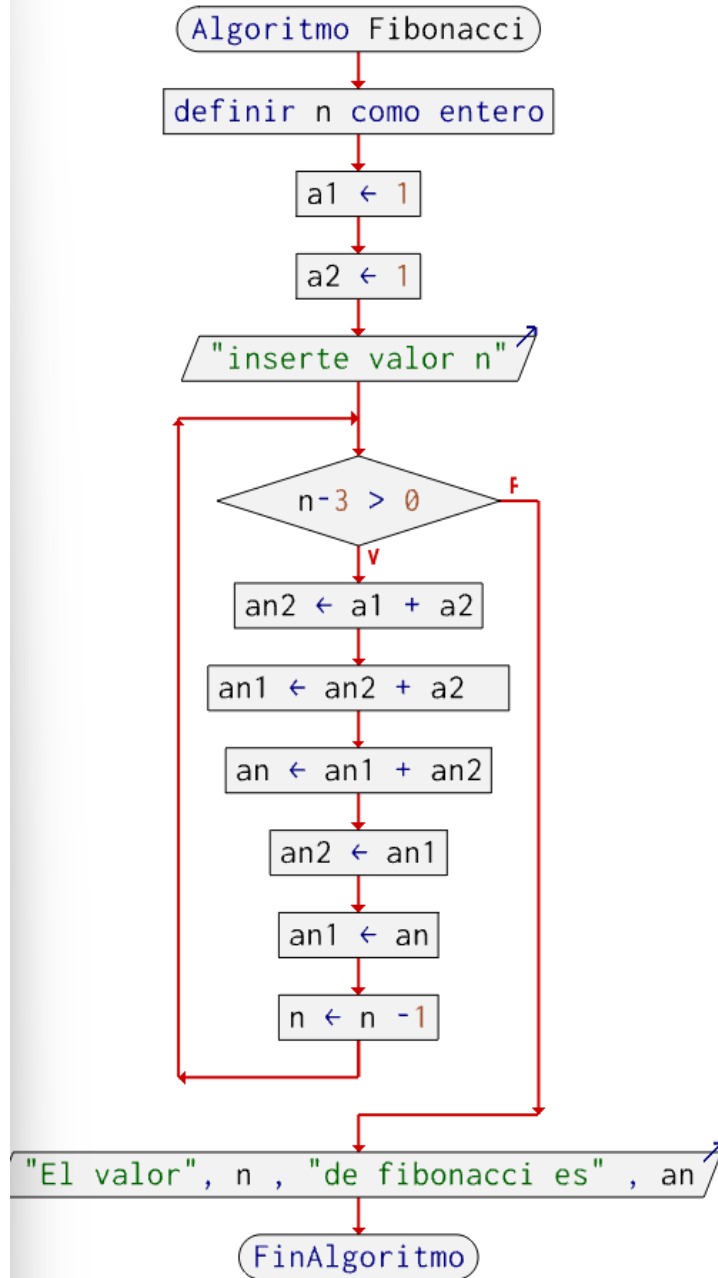 Algoritmo Fibonacci
definir n como entero
a1 ← 1
a2 ← 1
"inserte valor n"
n-3 > 0
F
V
an2 ← a1 + a2
an1 ← an2 + a2
an ← an1 + an2
an2 ← an1
an1 ← an
n ← n -1
"El valor", n , "de fibonacci es" , an
FinAlgoritmo